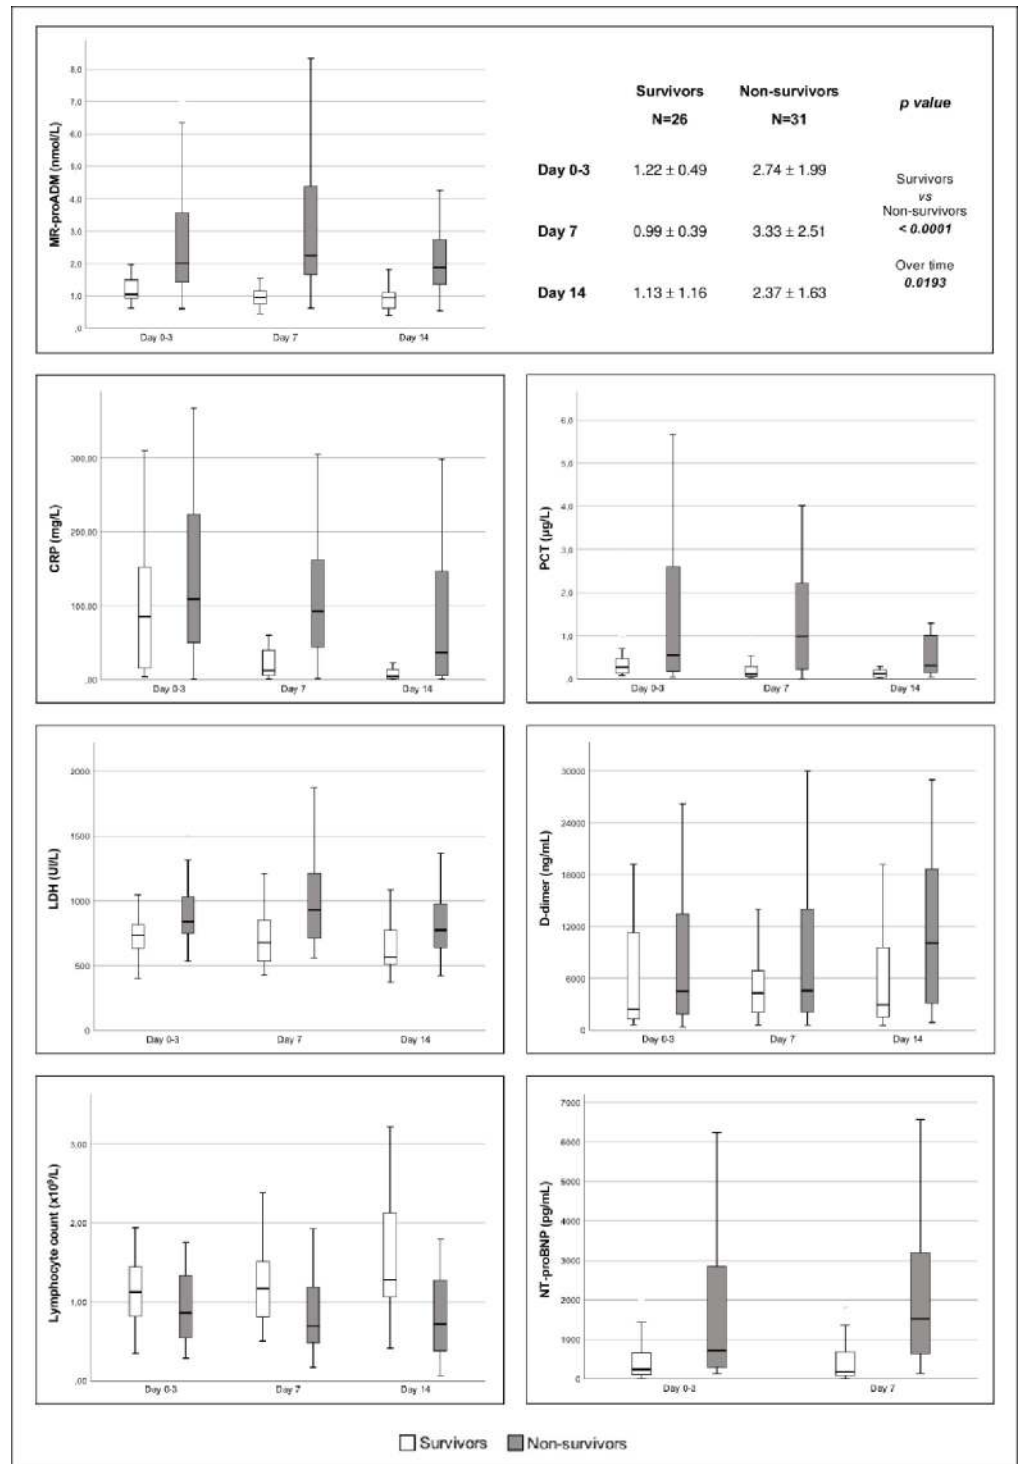 MR-proADM (nmol/L)
8,0
7,0
6,0
5,0
4,0
3,0
2,0
1,0
,0
Day 0-3 Day 7 Day 14
Survivors Non-survivors p value
N=26 N=31
Day 0-3 1.22 ± 0.49 2.74 ± 1.99
Survivors
vs
Non-survivors
< 0.0001
Day 7 0.99 ± 0.39 3.33 ± 2.51
Over time
0.0193
Day 14 1.13 ± 1.16 2.37 ± 1.63
CRP (mg/L)
300,00
200,00
100,00
,00
Day 0-3 Day 7 Day 14
PCT (µg/L)
6,0
5,0
4,0
3,0
2,0
1,0
,0
Day 0-3 Day 7 Day 14
LDH (UI/L)
2000
1500
1000
500
0
Day 0-3 Day 7 Day 14
D-dimer (ng/mL)
30000
24000
18000
12000
6000
0
Day 0-3 Day 7 Day 14
Lymphocyte count (x10⁹/L)
3,00
2,00
1,00
,00
Day 0-3 Day 7 Day 14
NT-proBNP (pg/mL)
7000
6000
5000
4000
3000
2000
1000
0
Day 0-3 Day 7
Survivors Non-survivors